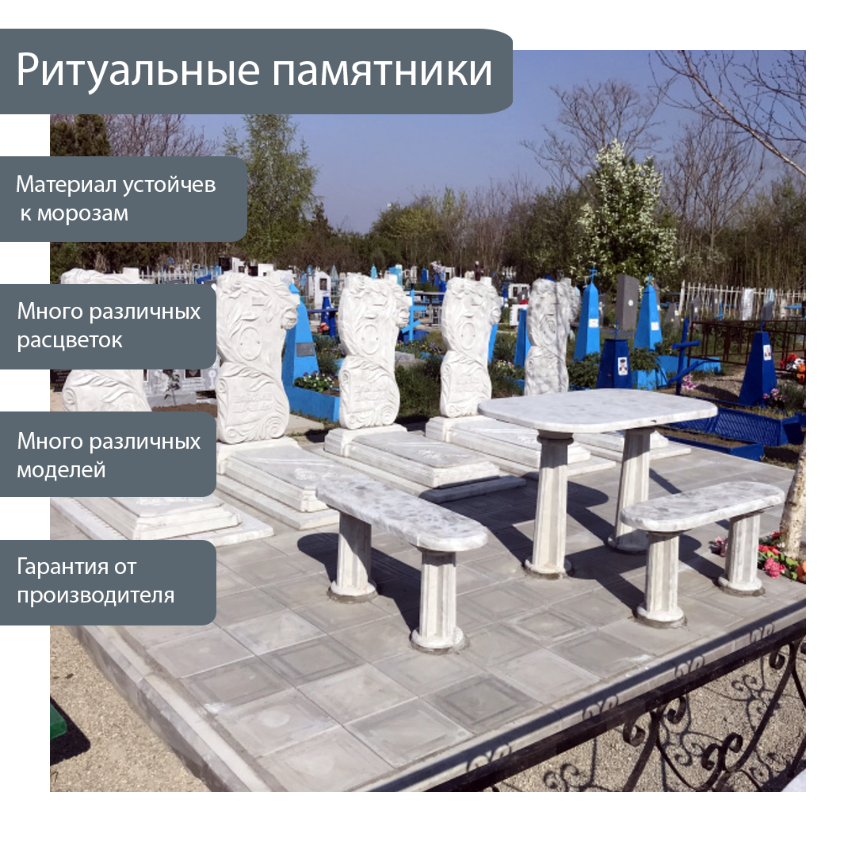 Ритуальные памятники
Материал устойчев
к морозам
Много различных
расцветок
Много различных
моделей
Гарантия от
производителя